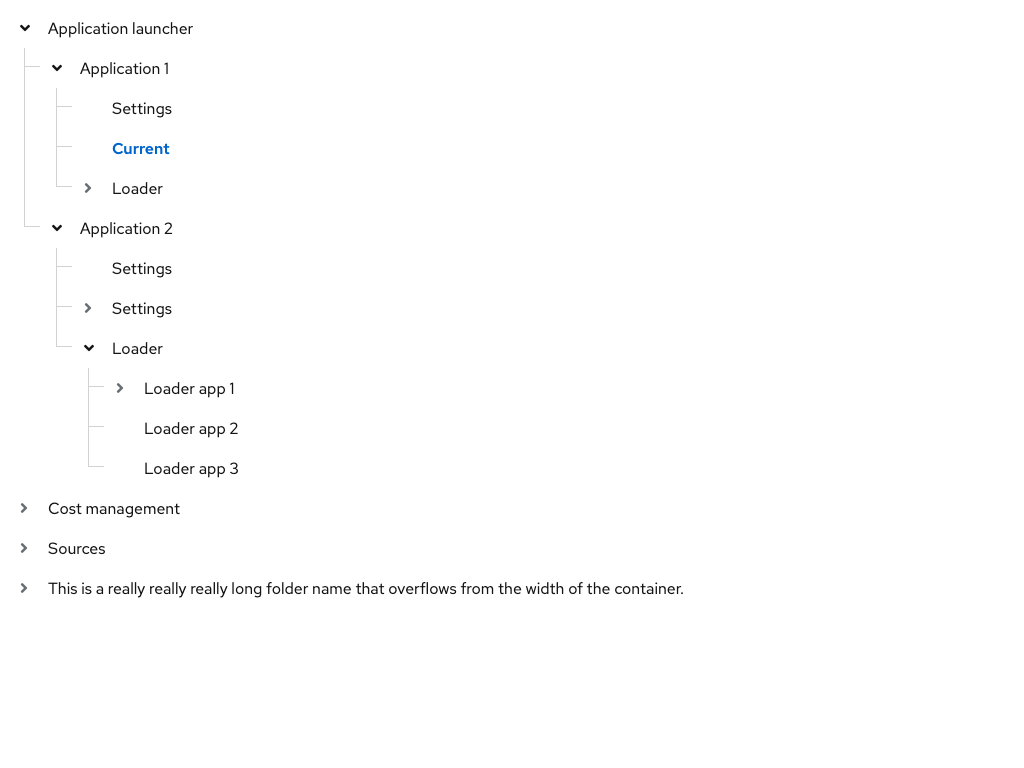 Application launcher
Application 1
Settings
Current
Loader
Application 2
Settings
Settings
Loader
Loader app 1
Loader app 2
Loader app 3
Cost management
Sources
This is a really really really long folder name that overflows from the width of the container.